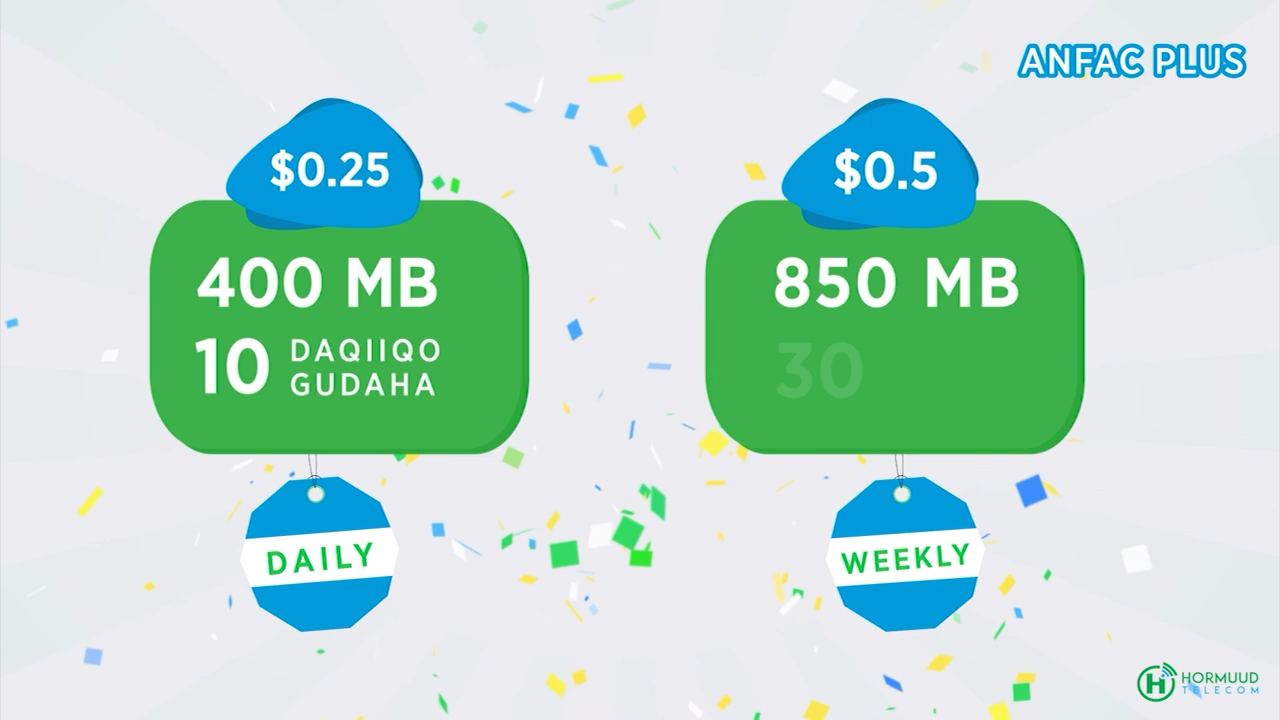 ANFAC PLUS
$0.25
400 MB
10 DAQIIQO
GUDAHA
DAILY
$0.5
850 MB
30
WEEKLY
HORMUUD
TELECOM